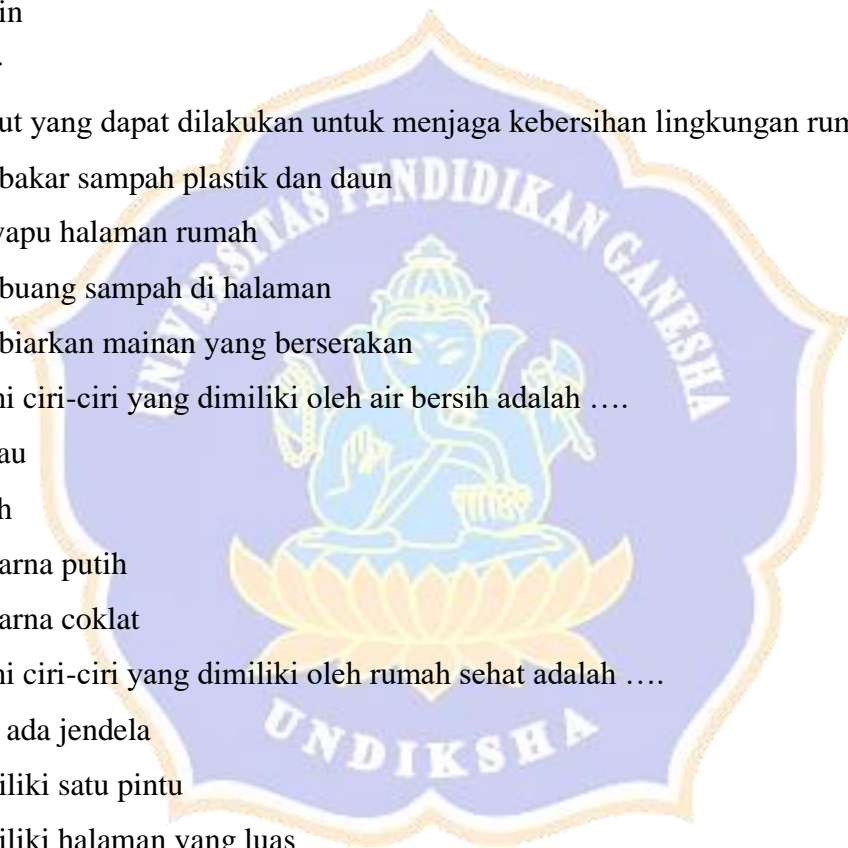 in
.
ut yang dapat dilakukan untuk menjaga kebersihan lingkungan rum
bakar sampah plastik dan daun
yapu halaman rumah
buang sampah di halaman
biarkan mainan yang berserakan
ni ciri-ciri yang dimiliki oleh air bersih adalah ….
au
h
arna putih
arna coklat
ni ciri-ciri yang dimiliki oleh rumah sehat adalah ….
ada jendela
iliki satu pintu
iliki halaman yang luas
UNIVERSITAS PENDIDIKAN GANESHA
UNDIKSHA